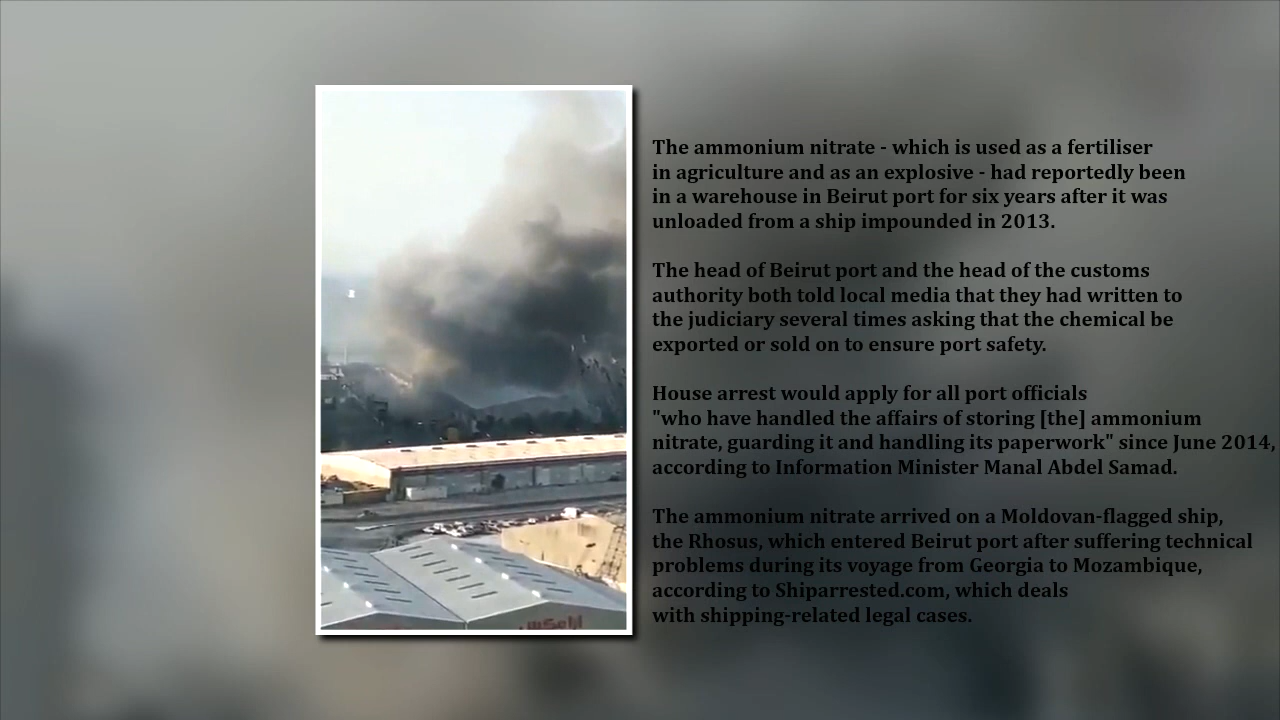 The ammonium nitrate - which is used as a fertiliser
in agriculture and as an explosive - had reportedly been
in a warehouse in Beirut port for six years after it was
unloaded from a ship impounded in 2013.
The head of Beirut port and the head of the customs
authority both told local media that they had written to
the judiciary several times asking that the chemical be
exported or sold on to ensure port safety.
House arrest would apply for all port officials
"who have handled the affairs of storing [the] ammonium
nitrate, guarding it and handling its paperwork" since June 2014,
according to Information Minister Manal Abdel Samad.
The ammonium nitrate arrived on a Moldovan-flagged ship,
the Rhosus, which entered Beirut port after suffering technical
problems during its voyage from Georgia to Mozambique,
according to Shiparrested.com, which deals
with shipping-related legal cases.